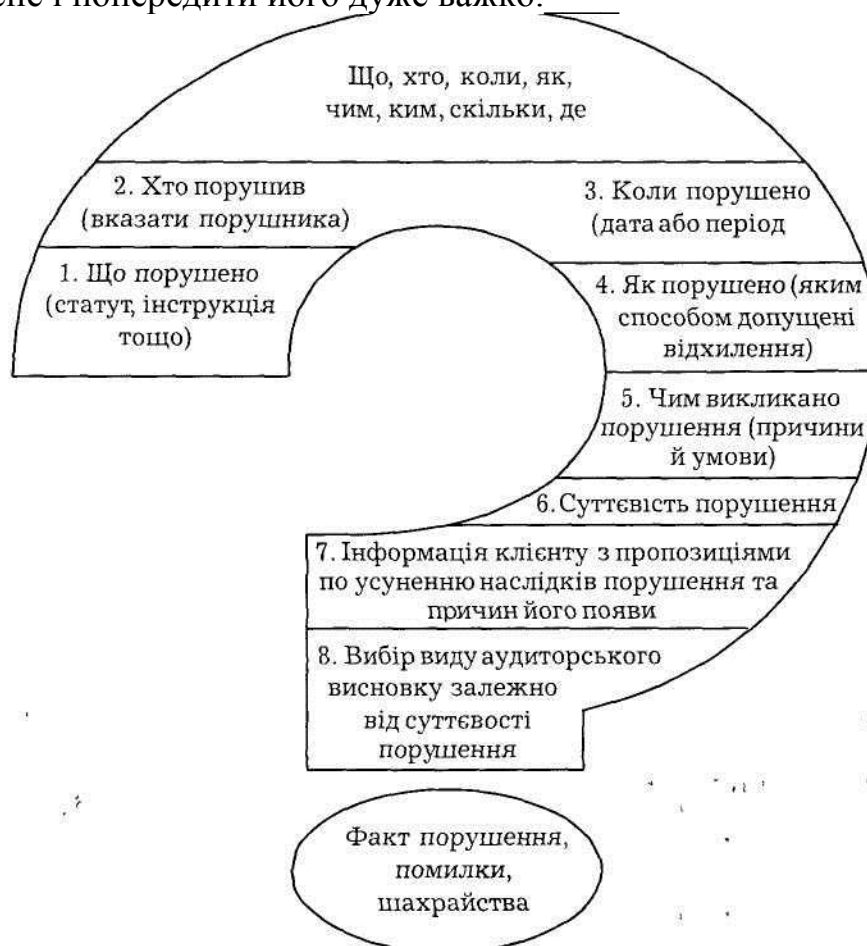 і попередити його дуже важко.
Що, хто, коли, як,
чим, ким, скільки, де
2. Хто порушив
(вказати порушника)
3. Коли порушено
(дата або період
1. Що порушено
(статут, інструкція
тощо)
4. Як порушено (яким
способом допущені
відхилення)
5. Чим викликано
порушення (причини
й умови)
6. Суттєвість порушення
7. Інформація клієнту з пропозиціями
по усуненню наслідків порушення та
причин його появи
8. Вибір виду аудиторського
висновку залежно
від суттєвості
порушення
Факт порушення,
помилки,
шахрайства